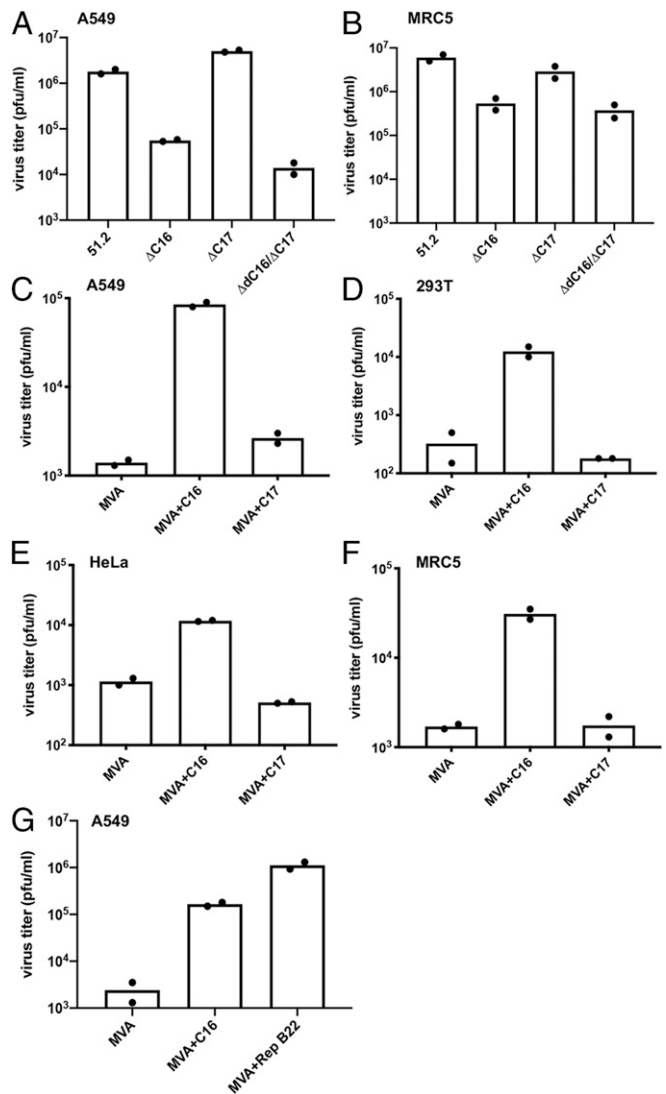 A A549
virus titer (pfu/ml)
10⁷
10⁶
10⁵
10⁴
10³
51.2
ΔC16
ΔC17
ΔdC16/ΔC17
B MRC5
virus titer (pfu/ml)
10⁷
10⁶
10⁵
10⁴
10³
51.2
ΔC16
ΔC17
ΔdC16/ΔC17
C A549
virus titer (pfu/ml)
10⁵
10⁴
10³
MVA
MVA+C16
MVA+C17
D 293T
virus titer (pfu/ml)
10⁵
10⁴
10³
10²
MVA
MVA+C16
MVA+C17
E HeLa
virus titer (pfu/ml)
10⁵
10⁴
10³
10²
MVA
MVA+C16
MVA+C17
F MRC5
virus titer (pfu/ml)
10⁵
10⁴
10³
MVA
MVA+C16
MVA+C17
G A549
virus titer (pfu/ml)
10⁷
10⁶
10⁵
10⁴
10³
MVA
MVA+C16
MVA+Rep B22